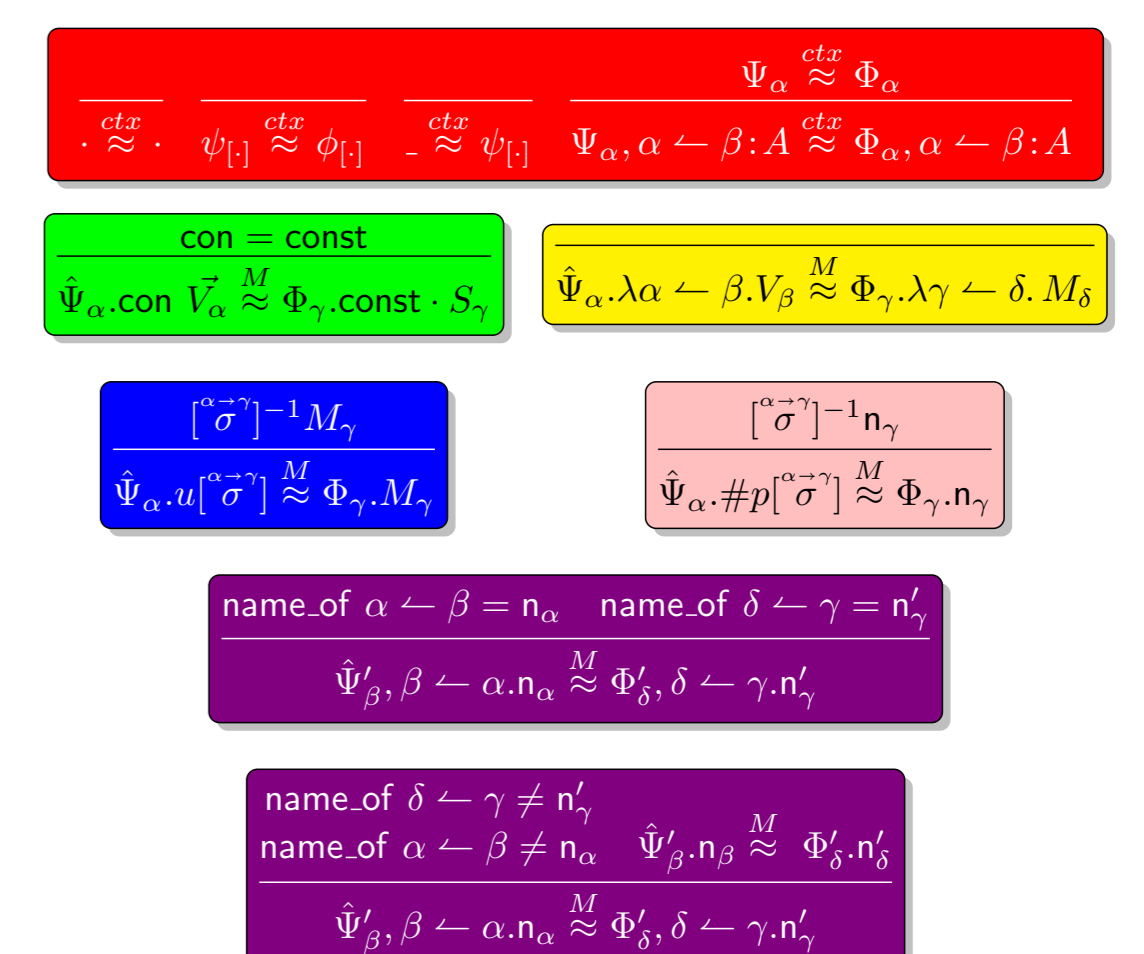 Ψ_α ≈^{ctx} Φ_α
· ≈^{ctx} ·   ψ_{[·]} ≈^{ctx} ϕ_{[·]}   _ ≈^{ctx} ψ_{[·]}   Ψ_α, α ↼ β:A ≈^{ctx} Φ_α, α ↼ β:A
con = const
Ψ̂_α.con V⃗_α ≈^M Φ_γ.const · S_γ
Ψ̂_α.λα ↼ β.V_β ≈^M Φ_γ.λγ ↼ δ. M_δ
[σ^{α→γ}]^{−1}M_γ
Ψ̂_α.u[σ^{α→γ}] ≈^M Φ_γ.M_γ
[σ^{α→γ}]^{−1}n_γ
Ψ̂_α.#p[σ^{α→γ}] ≈^M Φ_γ.n_γ
name_of α ↼ β = n_α   name_of δ ↼ γ = n′_γ
Ψ̂′_β, β ↼ α.n_α ≈^M Φ′_δ, δ ↼ γ.n′_γ
name_of δ ↼ γ ≠ n′_γ
name_of α ↼ β ≠ n_α   Ψ̂′_β.n_β ≈^M Φ′_δ.n′_δ
Ψ̂′_β, β ↼ α.n_α ≈^M Φ′_δ, δ ↼ γ.n′_γ